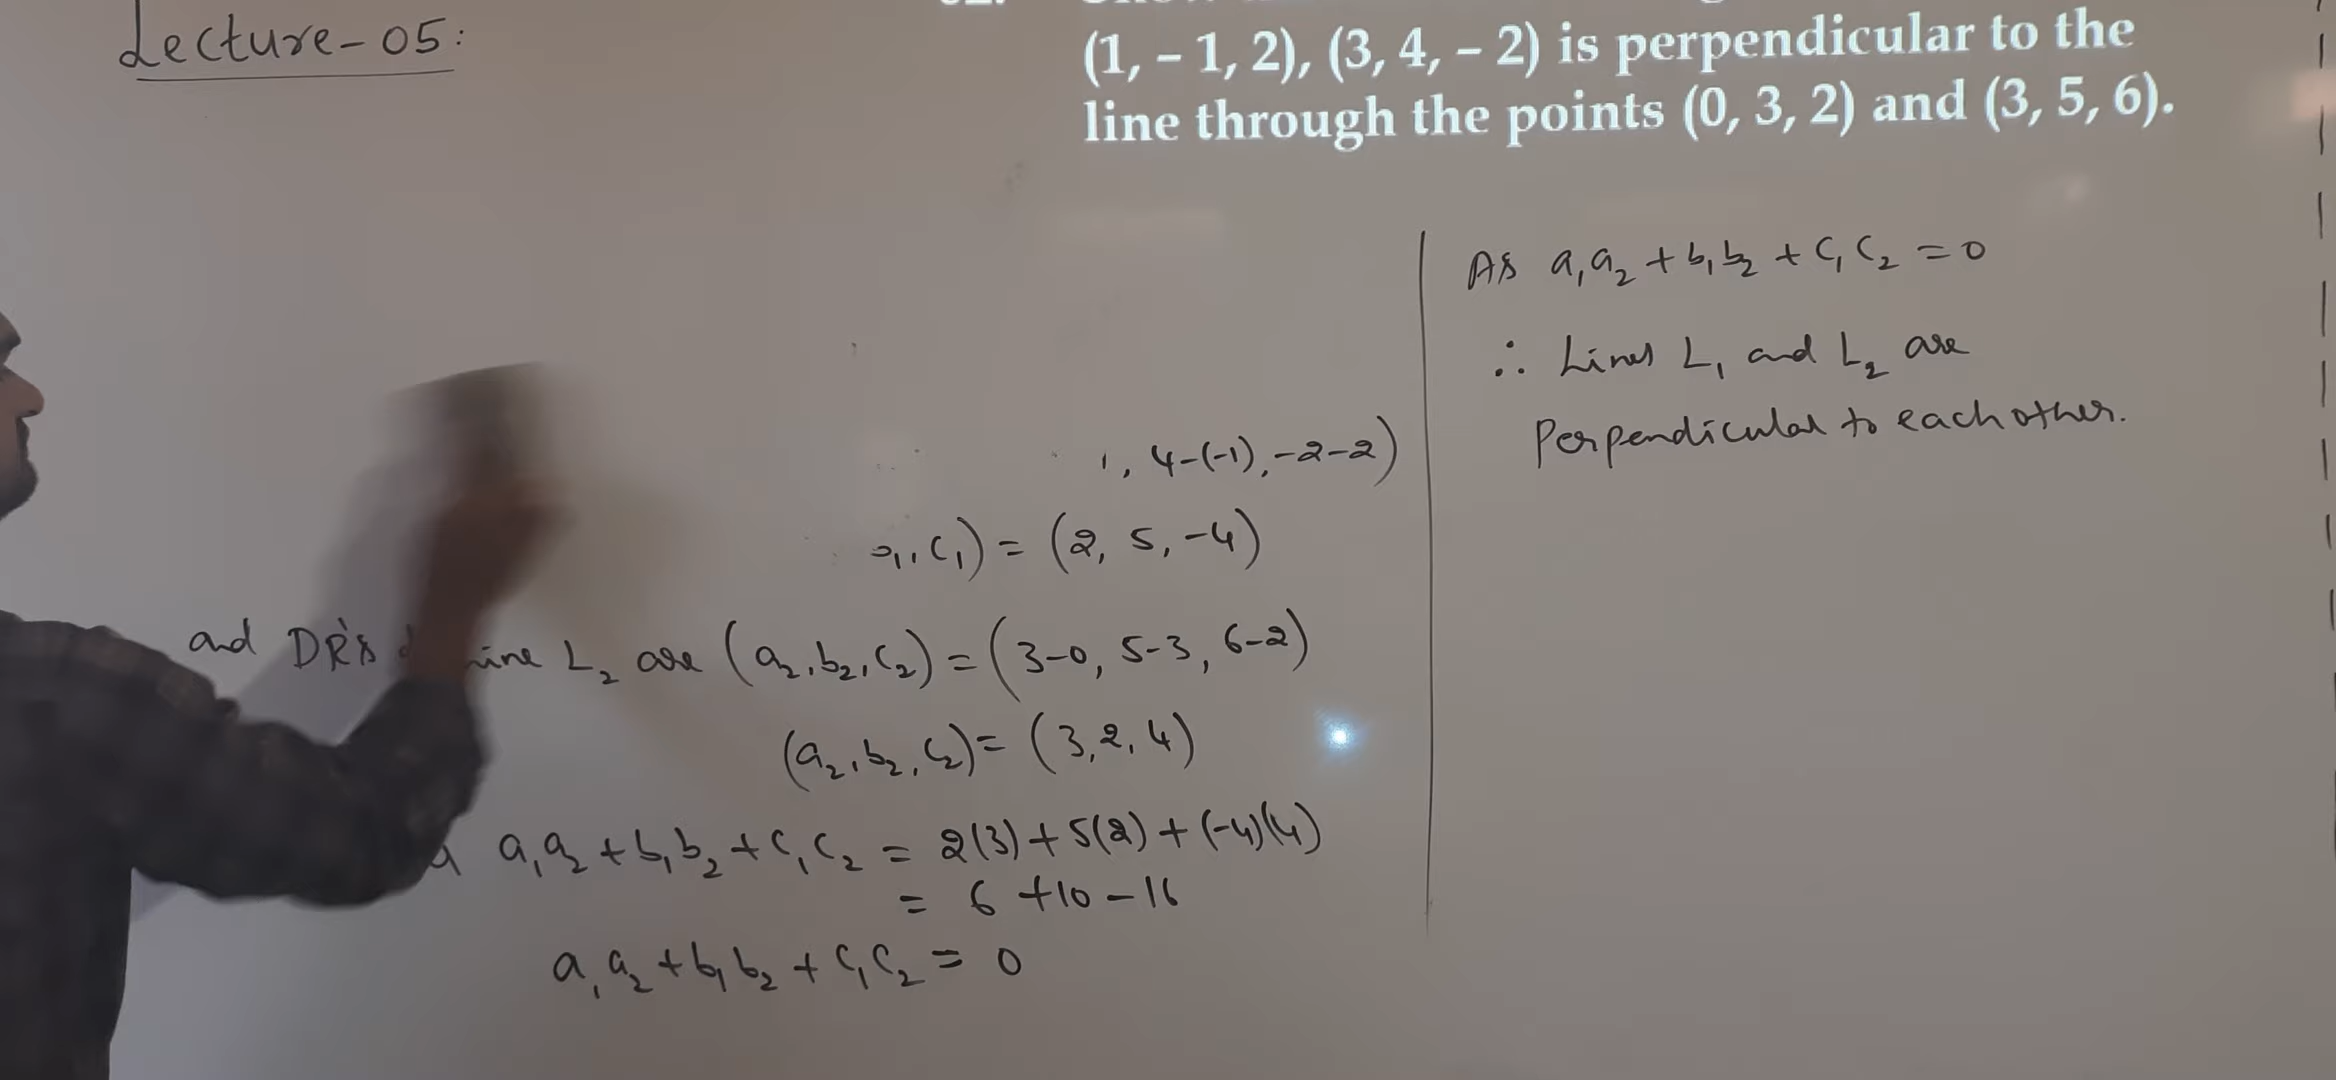 Lecture-05:
(1, – 1, 2), (3, 4, – 2) is perpendicular to the
line through the points (0, 3, 2) and (3, 5, 6).
, 4-(-1), -2-2)
, c₁) = (2, 5, -4)
and DR's line L₂ are (a₂, b₂, c₂) = (3-0, 5-3, 6-2)
(a₂, b₂, c₂) = (3, 2, 4)
a₁a₂ + b₁b₂ + c₁c₂ = 2(3) + 5(2) + (-4)(4)
= 6 + 10 - 16
a₁a₂ + b₁b₂ + c₁c₂ = 0
As a₁a₂ + b₁b₂ + c₁c₂ = 0
∴ Lines L₁ and L₂ are
Perpendicular to each other.